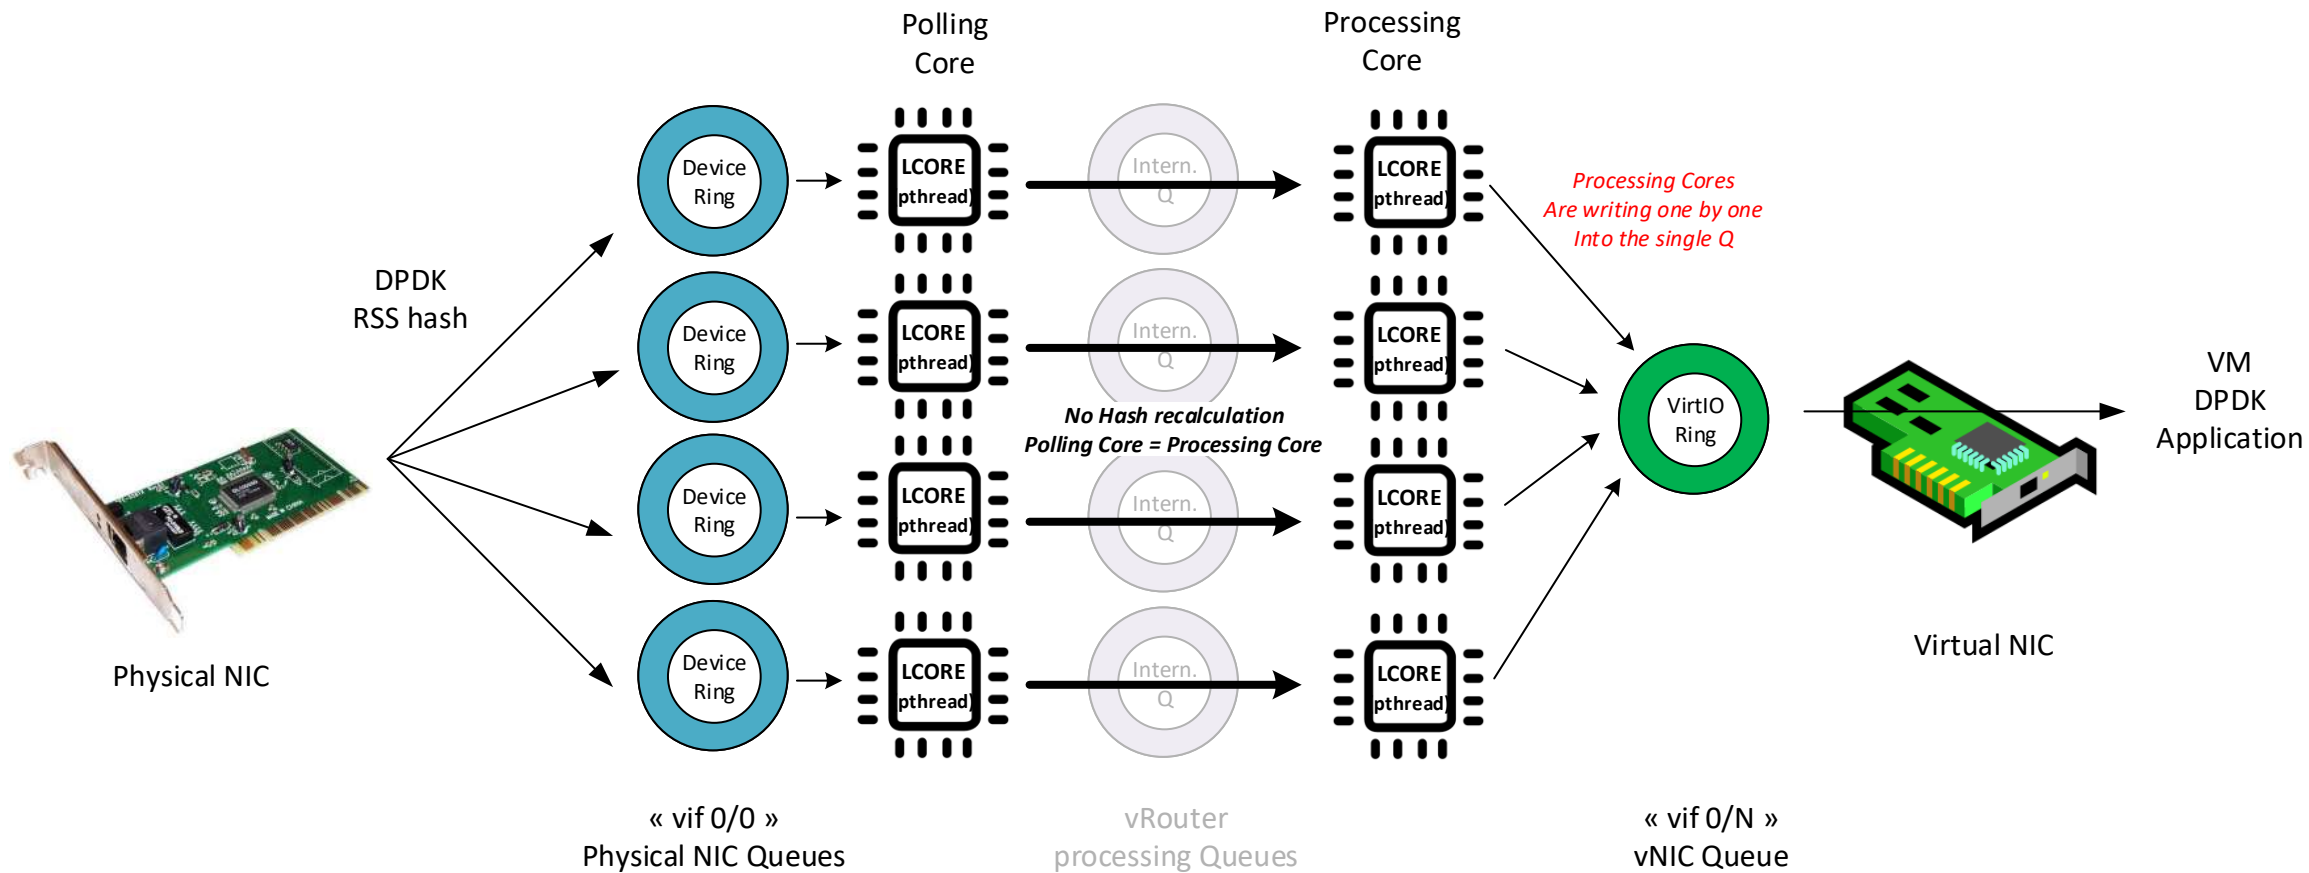 Polling
Core
Processing
Core
Device
Ring
LCORE
pthread)
Intern.
Q
LCORE
pthread)
Processing Cores
Are writing one by one
Into the single Q
DPDK
RSS hash
Device
Ring
LCORE
pthread)
Intern.
LCORE
pthread)
No Hash recalculation
Polling Core = Processing Core
VirtIO
Ring
VM
DPDK
Application
Device
Ring
LCORE
pthread)
Intern.
Q
LCORE
pthread)
Physical NIC
Device
Ring
LCORE
pthread)
Intern.
Q
LCORE
pthread)
Virtual NIC
« vif 0/0 »
Physical NIC Queues
vRouter
processing Queues
« vif 0/N »
vNIC Queue